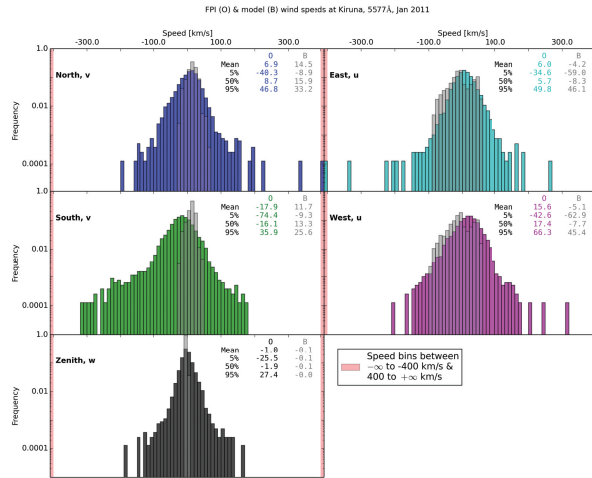 FPI (O) & model (B) wind sperds at Kiruna, 5577Å, Jan 2011
Speed [km/s]
Speed [km/s]
-300.0 -100.0 100.0 300.0
-300.0 -100.0 100.0 300.0
1.0
North, v
O B
Mean 6.9 14.5
5% -40.3 -8.9
50% 8.7 15.9
95% 46.8 33.2
East, u
O B
Mean 6.0 -4.2
5% -34.6 -59.0
50% 5.7 -8.3
95% 49.8 46.1
Frequency
0.01
0.0001
1.0
South, v
O B
Mean -17.9 11.7
5% -74.4 -9.3
50% -16.1 13.3
95% 35.9 25.6
West, u
O B
Mean 15.6 -5.1
5% -42.6 -62.9
50% 17.4 -7.7
95% 66.3 45.4
Frequency
0.01
0.0001
1.0
Zenith, w
O B
Mean -1.0 -0.1
5% -25.5 -0.1
50% -1.9 -0.1
95% 27.4 -0.0
Frequency
0.01
0.0001
Speed bins between
−∞ to -400 km/s &
400 to +∞ km/s